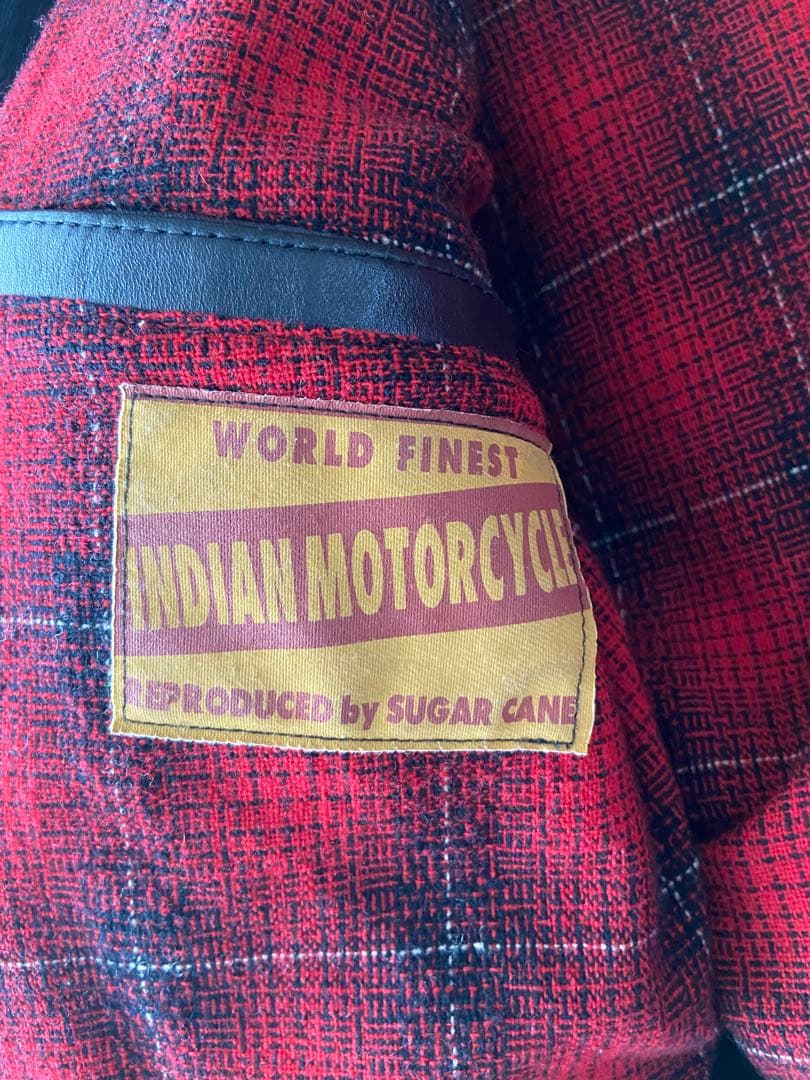 WORLD FINEST
INDIAN MOTORCYCLE
REPRODUCED by SUGAR CANE